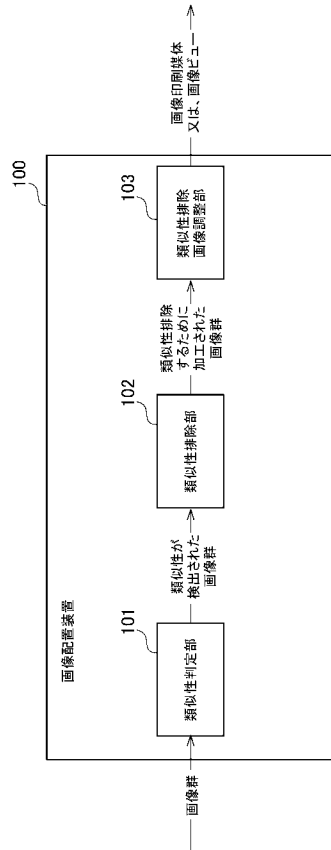 画像配置装置
100
画像群
101
類似性判定部
類似性が
検出された
画像群
102
類似性排除部
類似性排除
するために
加工された
画像群
103
類似性排除
画像調整部
画像印刷媒体
又は、画像ビュー